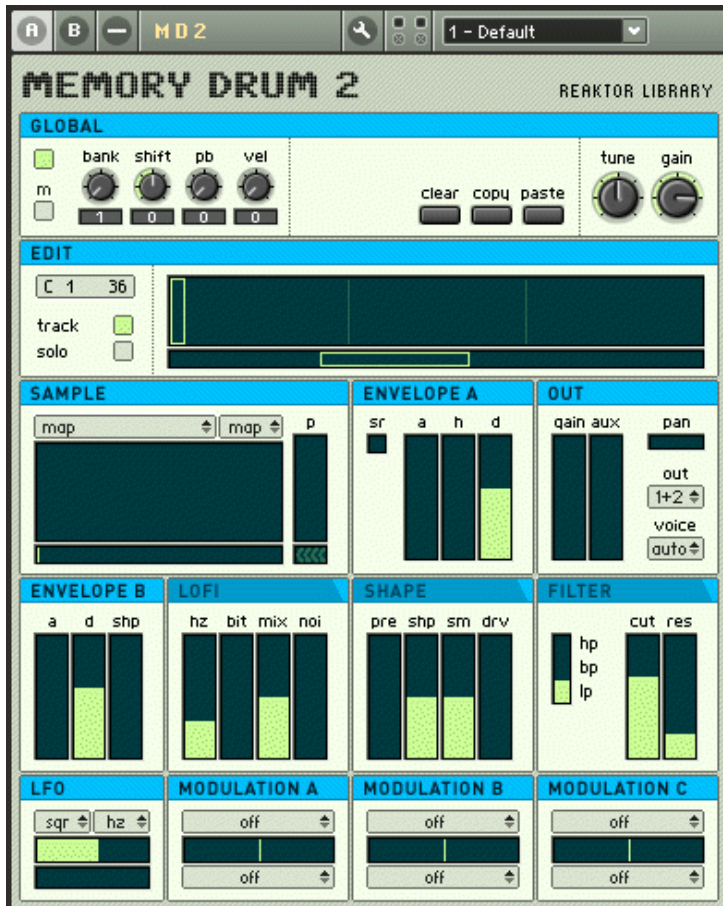 A B MD2 1 - Default
MEMORY DRUM 2 REAKTOR LIBRARY
GLOBAL
bank shift pb vel tune gain
m clear copy paste
1 0 0 0
EDIT
C 1 36
track
solo
SAMPLE ENVELOPE A OUT
map map p sr a h d gain aux pan
out
1+2
voice
auto
ENVELOPE B LOFI SHAPE FILTER
a d shp hz bit mix noi pre shp sm drv cut res
hp
bp
lp
LFO MODULATION A MODULATION B MODULATION C
sqr hz off off off
off off off